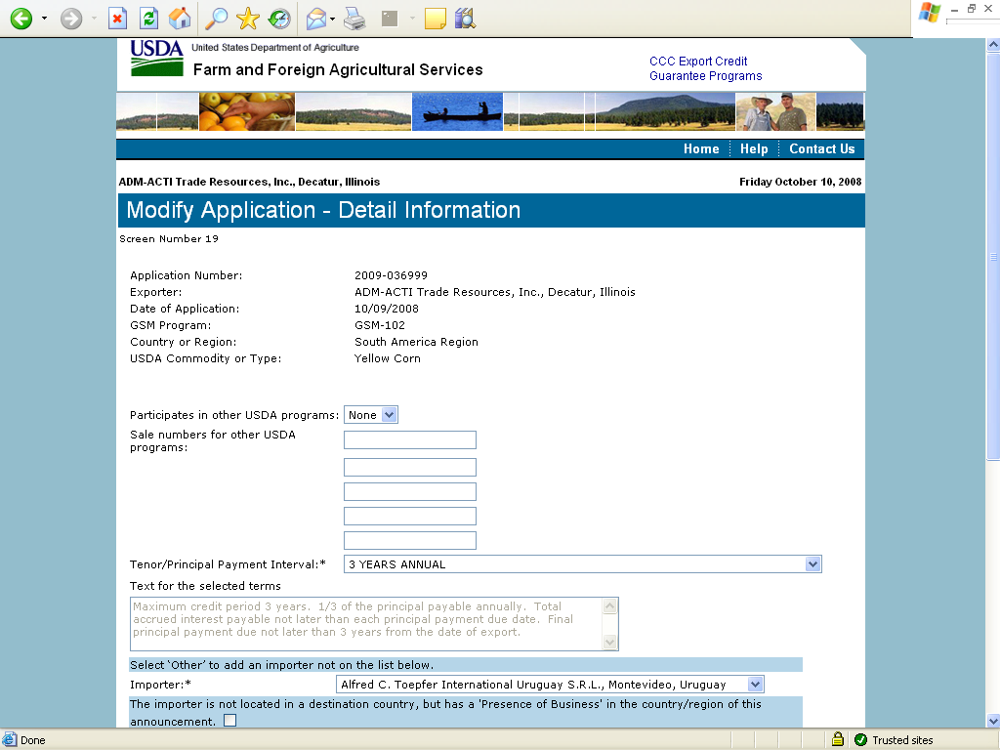 USDA
United States Department of Agriculture
Farm and Foreign Agricultural Services
CCC Export Credit
Guarantee Programs
Home Help Contact Us
ADM-ACTI Trade Resources, Inc., Decatur, Illinois Friday October 10, 2008
Modify Application - Detail Information
Screen Number 19
Application Number: 2009-036999
Exporter: ADM-ACTI Trade Resources, Inc., Decatur, Illinois
Date of Application: 10/09/2008
GSM Program: GSM-102
Country or Region: South America Region
USDA Commodity or Type: Yellow Corn
Participates in other USDA programs: None
Sale numbers for other USDA
programs:
Tenor/Principal Payment Interval:* 3 YEARS ANNUAL
Text for the selected terms
Maximum credit period 3 years. 1/3 of the principal payable annually. Total
accrued interest payable not later than each principal payment due date. Final
principal payment due not later than 3 years from the date of export.
Select 'Other' to add an importer not on the list below.
Importer:* Alfred C. Toepfer International Uruguay S.R.L., Montevideo, Uruguay
The importer is not located in a destination country, but has a 'Presence of Business' in the country/region of this
announcement.
Done Trusted sites